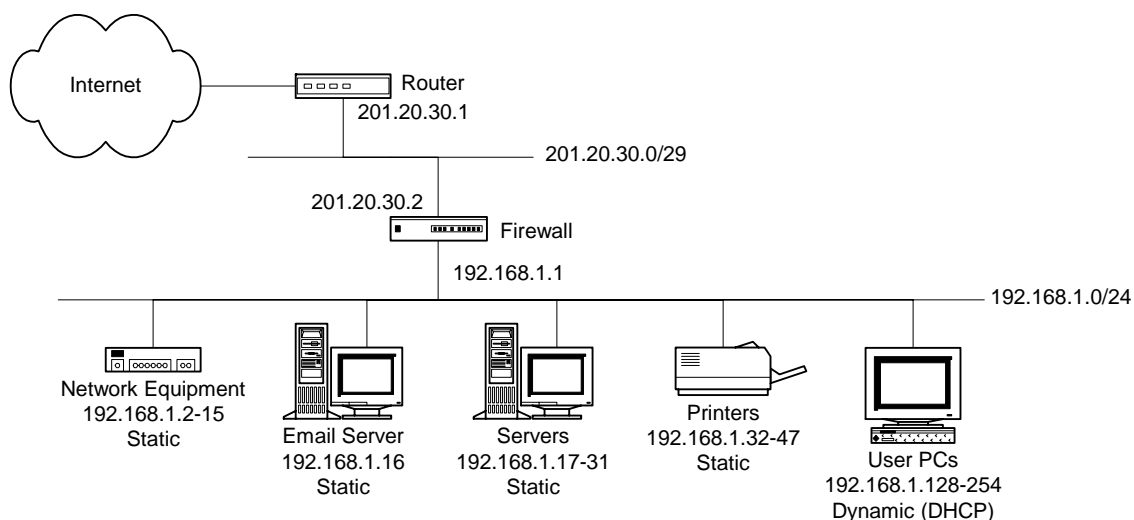 Internet
Router
201.20.30.1
201.20.30.0/29
201.20.30.2
Firewall
192.168.1.1
192.168.1.0/24
Network Equipment
192.168.1.2-15
Static
Email Server
192.168.1.16
Static
Servers
192.168.1.17-31
Static
Printers
192.168.1.32-47
Static
User PCs
192.168.1.128-254
Dynamic (DHCP)